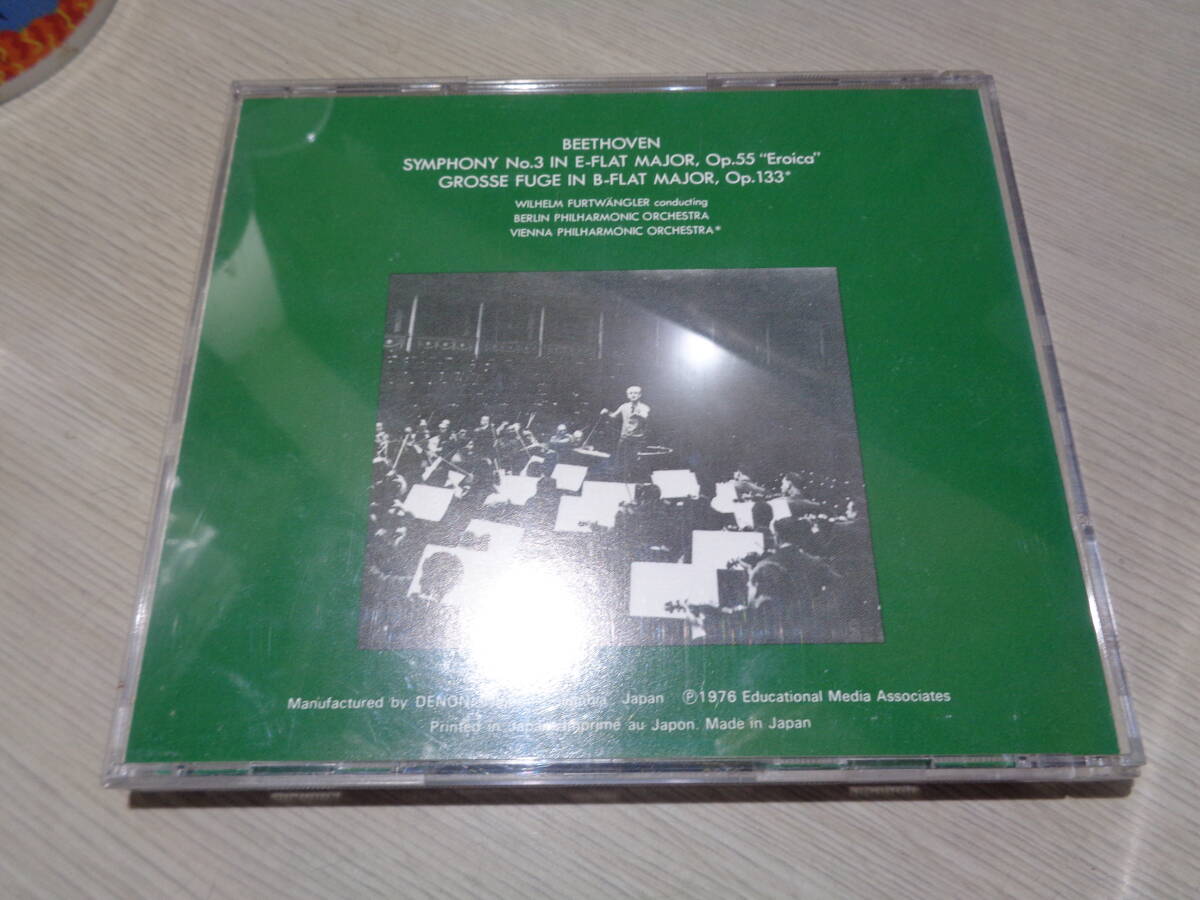 BEETHOVEN
SYMPHONY No.3 IN E-FLAT MAJOR, Op.55 "Eroica"
GROSSE FUGE IN B-FLAT MAJOR, Op.133*
WILHELM FURTWÄNGLER conducting
BERLIN PHILHARMONIC ORCHESTRA
VIENNA PHILHARMONIC ORCHESTRA*
Manufactured by DENON Japan ℗1976 Educational Media Associates
Printed in Japan. Imprimé au Japon. Made in Japan